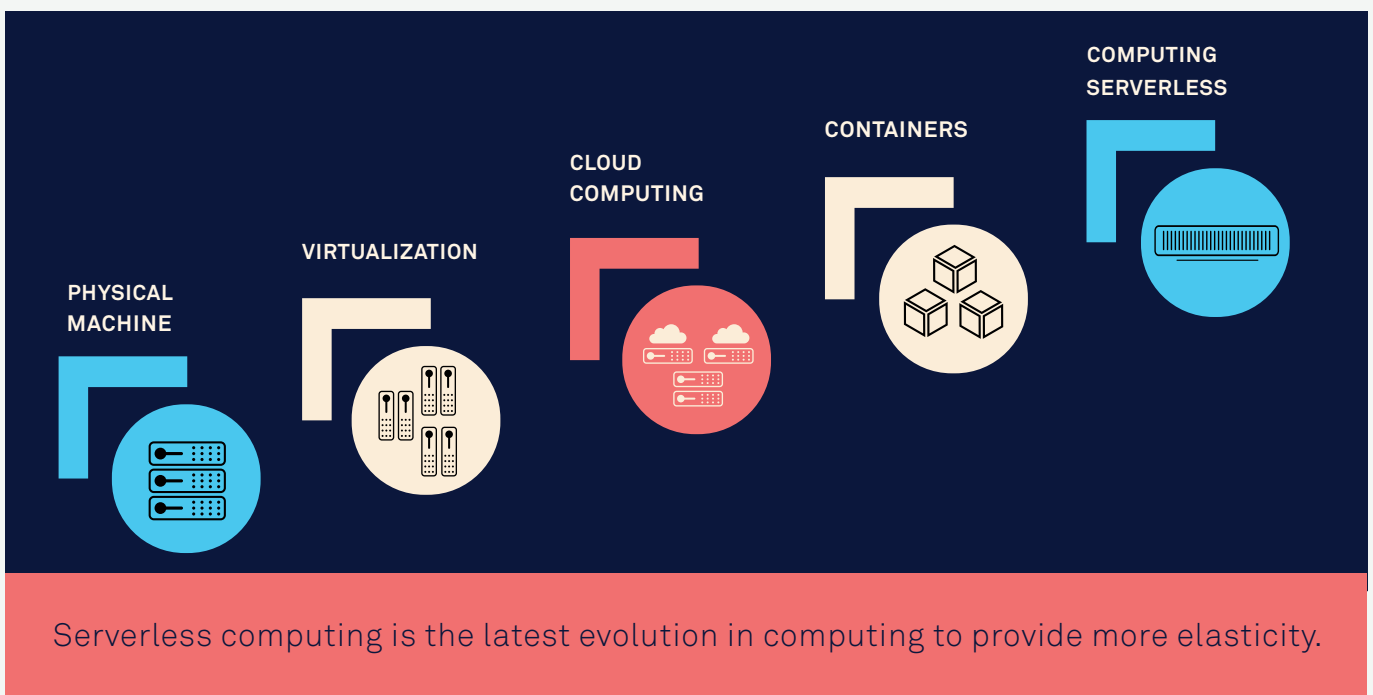 PHYSICAL
MACHINE
VIRTUALIZATION
CLOUD
COMPUTING
CONTAINERS
COMPUTING
SERVERLESS
Serverless computing is the latest evolution in computing to provide more elasticity.